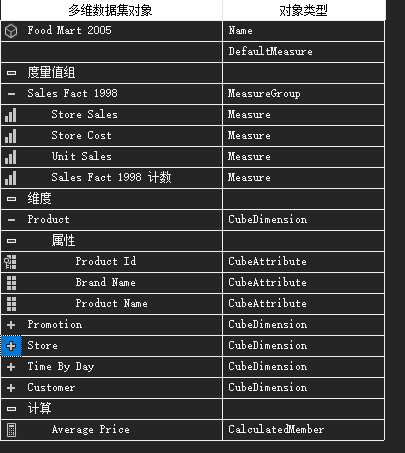 多维数据集对象 对象类型
Food Mart 2005 Name
DefaultMeasure
度量值组
Sales Fact 1998 MeasureGroup
Store Sales Measure
Store Cost Measure
Unit Sales Measure
Sales Fact 1998 计数 Measure
维度
Product CubeDimension
属性
Product Id CubeAttribute
Brand Name CubeAttribute
Product Name CubeAttribute
Promotion CubeDimension
Store CubeDimension
Time By Day CubeDimension
Customer CubeDimension
计算
Average Price CalculatedMember